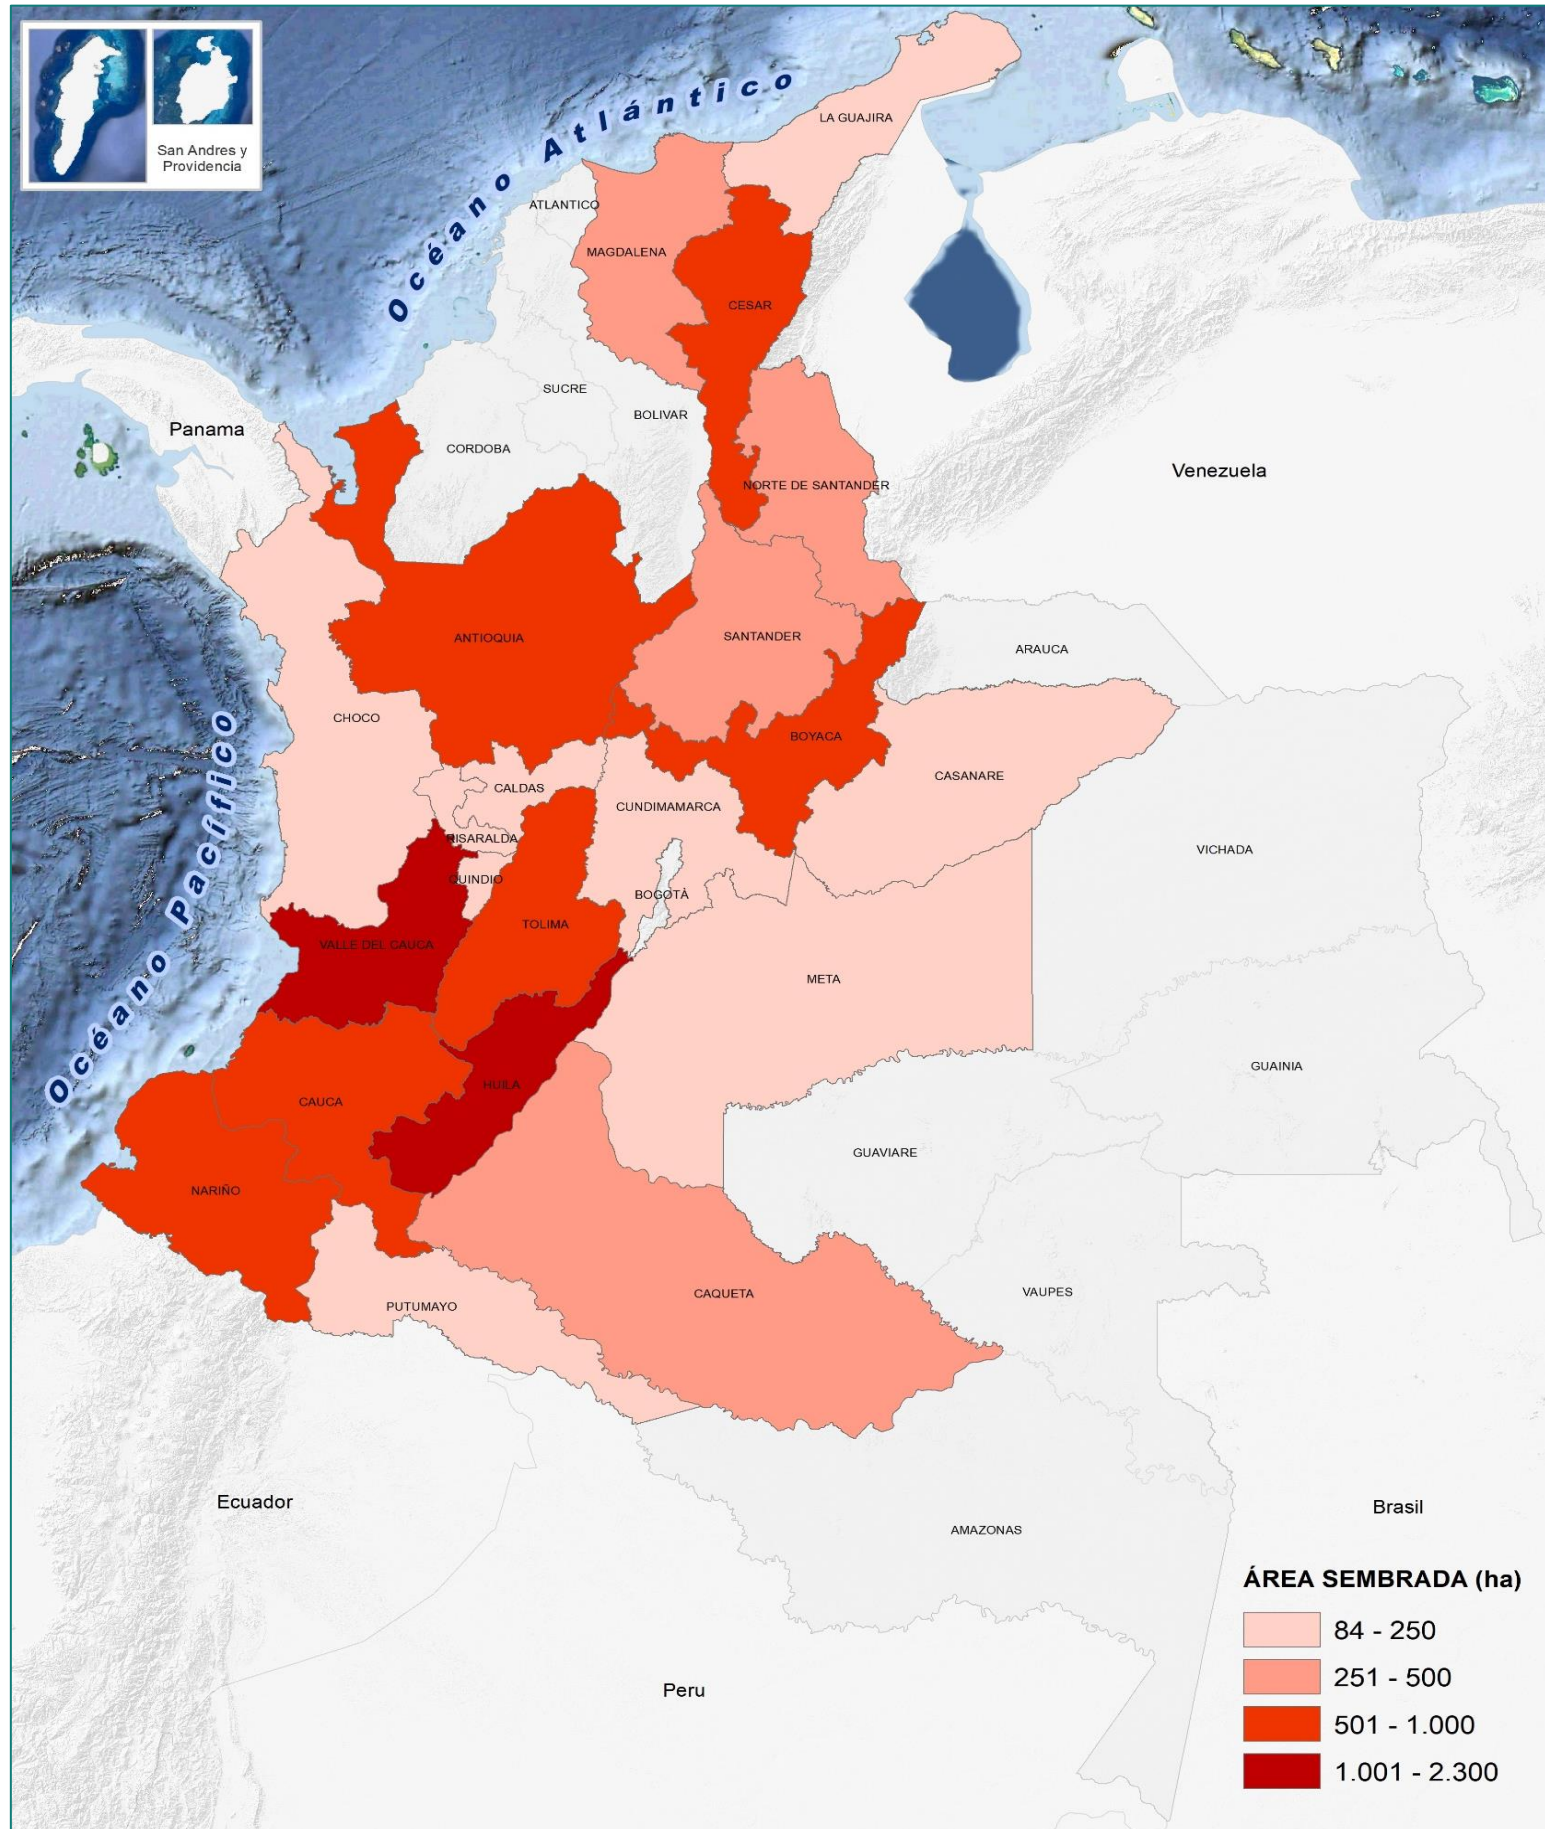 San Andres y
Providencia
Océano Atlántico
LA GUAJIRA
ATLANTICO
MAGDALENA
CESAR
SUCRE
BOLIVAR
Panama
CORDOBA
Venezuela
NORTE DE SANTANDER
ANTIOQUIA
SANTANDER
ARAUCA
CHOCO
BOYACA
CASANARE
CALDAS
CUNDIMAMARCA
RISARALDA
VICHADA
QUINDIO
BOGOTÀ
TOLIMA
VALLE DEL CAUCA
META
Océano Pacífico
GUAINIA
HUILA
CAUCA
GUAVIARE
NARIÑO
VAUPES
CAQUETA
PUTUMAYO
Ecuador
Brasil
AMAZONAS
ÁREA SEMBRADA (ha)
84 - 250
251 - 500
Peru
501 - 1.000
1.001 - 2.300